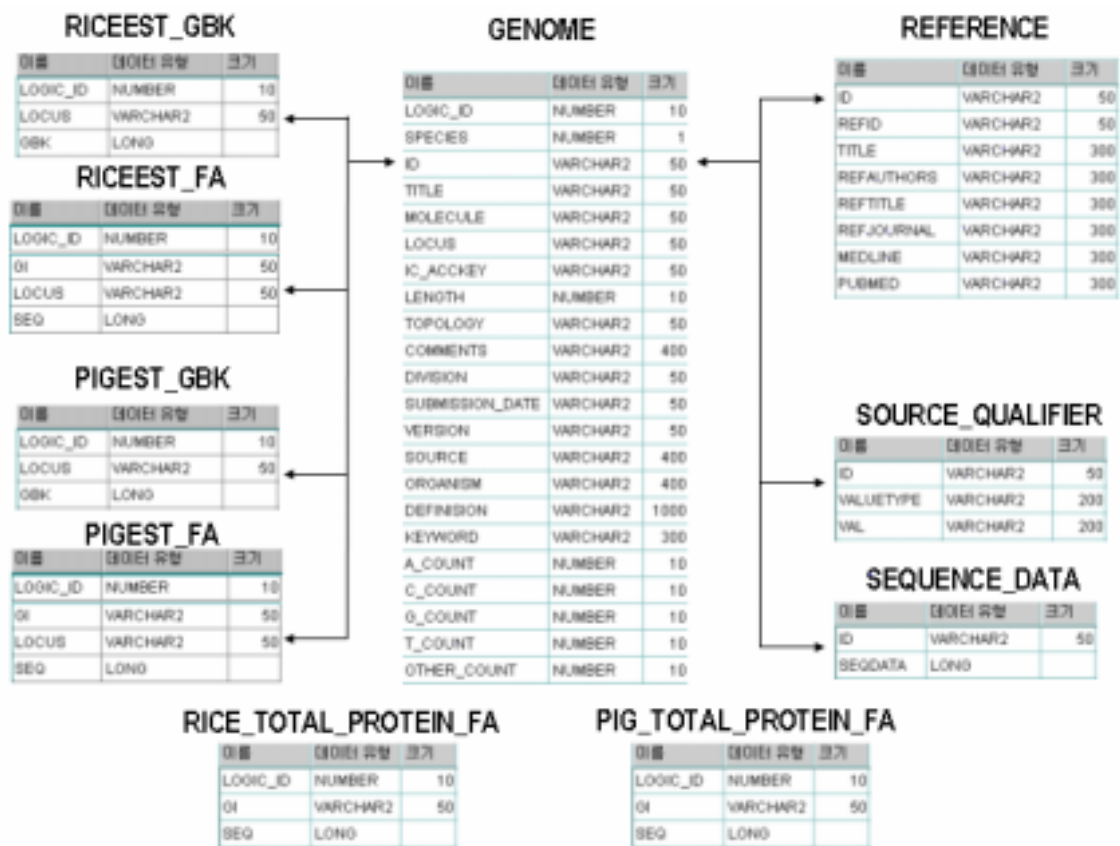 RICEEST_GBK
이름 데이터 유형 크기
LOGIC_ID NUMBER 10
LOCUS VARCHAR2 50
GBK LONG
RICEEST_FA
이름 데이터 유형 크기
LOGIC_ID NUMBER 10
GI VARCHAR2 50
LOCUS VARCHAR2 50
SEQ LONG
PIGEST_GBK
이름 데이터 유형 크기
LOGIC_ID NUMBER 10
LOCUS VARCHAR2 50
GBK LONG
PIGEST_FA
이름 데이터 유형 크기
LOGIC_ID NUMBER 10
GI VARCHAR2 50
LOCUS VARCHAR2 50
SEQ LONG
GENOME
이름 데이터 유형 크기
LOGIC_ID NUMBER 10
SPECIES NUMBER 1
ID VARCHAR2 50
TITLE VARCHAR2 50
MOLECULE VARCHAR2 50
LOCUS VARCHAR2 50
IC_ACCKEY VARCHAR2 50
LENGTH NUMBER 10
TOPOLOGY VARCHAR2 50
COMMENTS VARCHAR2 400
DIVISION VARCHAR2 50
SUBMISSION_DATE VARCHAR2 50
VERSION VARCHAR2 50
SOURCE VARCHAR2 400
ORGANISM VARCHAR2 400
DEFINISION VARCHAR2 1000
KEYWORD VARCHAR2 300
A_COUNT NUMBER 10
C_COUNT NUMBER 10
G_COUNT NUMBER 10
T_COUNT NUMBER 10
OTHER_COUNT NUMBER 10
REFERENCE
이름 데이터 유형 크기
ID VARCHAR2 50
REFID VARCHAR2 50
TITLE VARCHAR2 300
REFAUTHORS VARCHAR2 300
REFTITLE VARCHAR2 300
REFJOURNAL VARCHAR2 300
MEDLINE VARCHAR2 300
PUBMED VARCHAR2 300
SOURCE_QUALIFIER
이름 데이터 유형 크기
ID VARCHAR2 50
VALUETYPE VARCHAR2 200
VAL VARCHAR2 200
SEQUENCE_DATA
이름 데이터 유형 크기
ID VARCHAR2 50
SEQDATA LONG
RICE_TOTAL_PROTEIN_FA
이름 데이터 유형 크기
LOGIC_ID NUMBER 10
GI VARCHAR2 50
SEQ LONG
PIG_TOTAL_PROTEIN_FA
이름 데이터 유형 크기
LOGIC_ID NUMBER 10
GI VARCHAR2 50
SEQ LONG